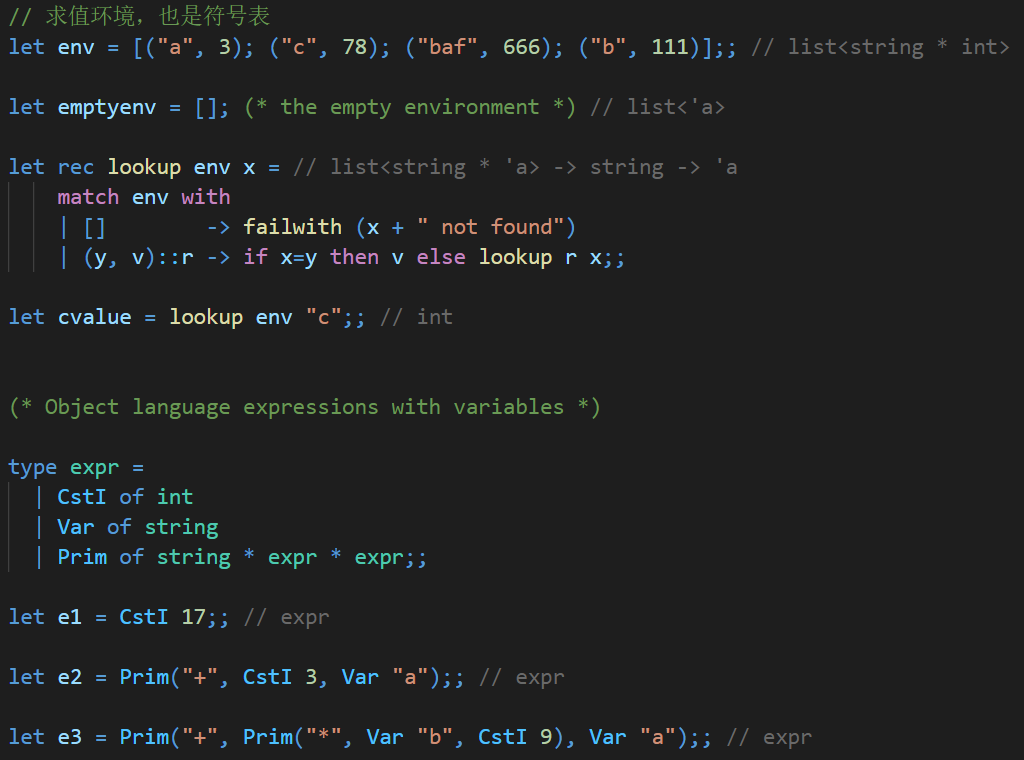 // 求值环境，也是符号表
let env = [("a", 3); ("c", 78); ("baf", 666); ("b", 111)];; // list<string * int>
let emptyenv = []; (* the empty environment *) // list<'a>
let rec lookup env x = // list<string * 'a> -> string -> 'a
    match env with
    | []        -> failwith (x + " not found")
    | (y, v)::r -> if x=y then v else lookup r x;;
let cvalue = lookup env "c";; // int
(* Object language expressions with variables *)
type expr =
  | CstI of int
  | Var of string
  | Prim of string * expr * expr;;
let e1 = CstI 17;; // expr
let e2 = Prim("+", CstI 3, Var "a");; // expr
let e3 = Prim("+", Prim("*", Var "b", CstI 9), Var "a");; // expr